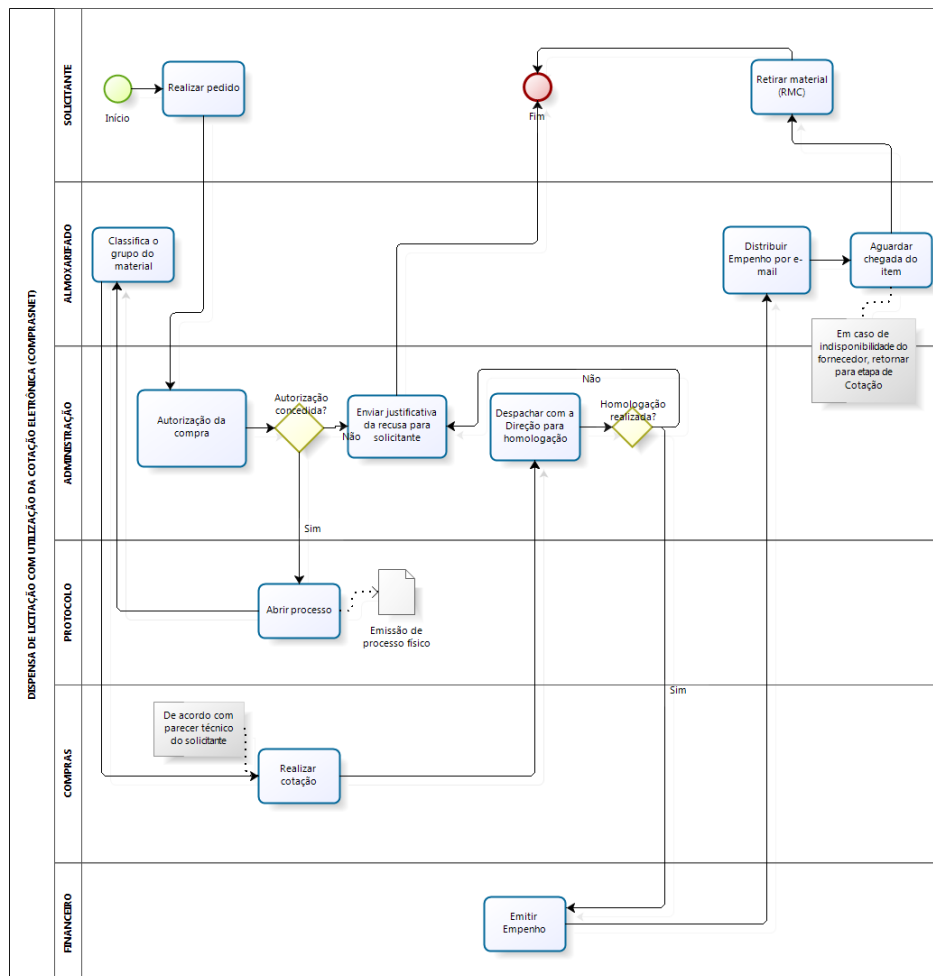 DISPENSA DE LICITAÇÃO COM UTILIZAÇÃO DA COTAÇÃO ELETRÔNICA (COMPRASNET)
SOLICITANTE
Início
Realizar pedido
Fim
Retirar material
(RMC)
ALMOXARIFADO
Classifica o
grupo do
material
Distribuir
Empenho por e-
mail
Aguardar
chegada do
item
Em caso de
indisponibilidade do
fornecedor, retornar
para etapa de
Cotação
ADMINISTRAÇÃO
Autorização da
compra
Autorização
concedida?
Não
Enviar justificativa
da recusa para
solicitante
Despachar com a
Direção para
homologação
Homologação
realizada?
Não
Sim
PROTOCOLO
Abrir processo
Emissão de
processo físico
Sim
COMPRAS
De acordo com
parecer técnico
do solicitante
Realizar
cotação
FINANCEIRO
Emitir
Empenho